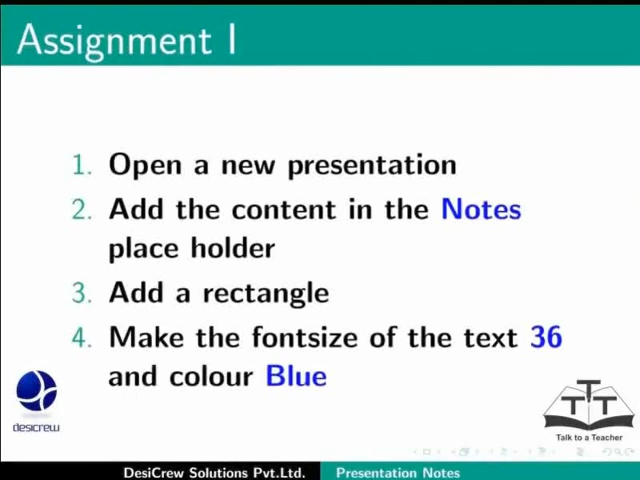 Assignment I
1. Open a new presentation
2. Add the content in the Notes
place holder
3. Add a rectangle
4. Make the fontsize of the text 36
and colour Blue
desicrew
TTT
Talk to a Teacher
DesiCrew Solutions Pvt.Ltd. Presentation Notes